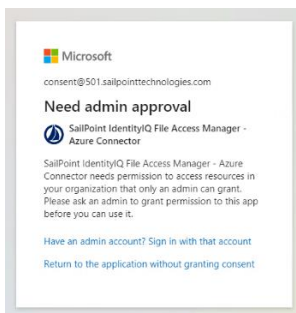 Microsoft
consent@501.sailpointtechnologies.com
Need admin approval
SailPoint IdentityIQ File Access Manager -
Azure Connector
SailPoint IdentityIQ File Access Manager - Azure
Connector needs permission to access resources in
your organization that only an admin can grant.
Please ask an admin to grant permission to this app
before you can use it.
Have an admin account? Sign in with that account
Return to the application without granting consent